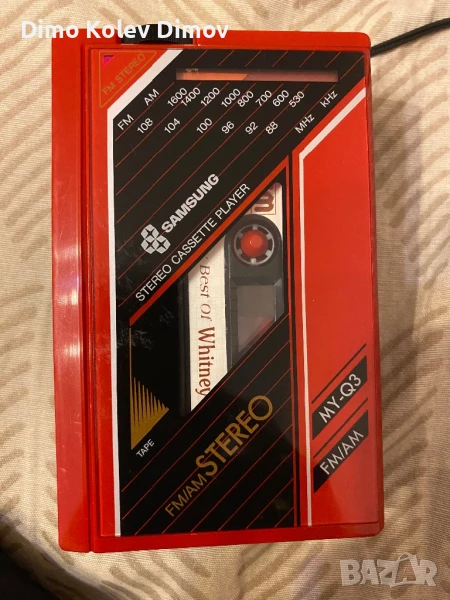 Dimo Kolev Dimov
FM STEREO
FM AM 1600 1400 1200 1000 800 700 600 530 kHz
108 104 100 96 92 88 MHz
SAMSUNG
STEREO CASSETTE PLAYER
Best Of Whitney
m
TAPE
FM/AM STEREO
MY-Q3
FM/AM
BAZAR
bg